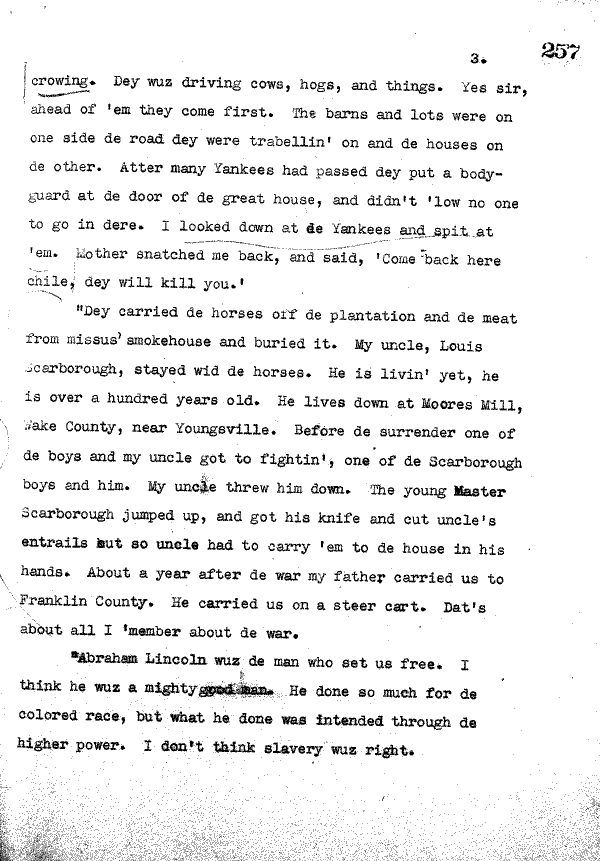 3. 257
crowing. Dey wuz driving cows, hogs, and things. Yes sir,
ahead of 'em they come first. The barns and lots were on
one side de road dey were trabellin' on and de houses on
de other. Atter many Yankees had passed dey put a body-
guard at de door of de great house, and didn't 'low no one
to go in dere. I looked down at de Yankees and spit at
'em. Mother snatched me back, and said, 'Come back here
chile, dey will kill you.'
"Dey carried de horses off de plantation and de meat
from missus' smokehouse and buried it. My uncle, Louis
Scarborough, stayed wid de horses. He is livin' yet, he
is over a hundred years old. He lives down at Moores Mill,
Wake County, near Youngsville. Before de surrender one of
de boys and my uncle got to fightin', one of de Scarborough
boys and him. My uncle threw him down. The young Master
Scarborough jumped up, and got his knife and cut uncle's
entrails out so uncle had to carry 'em to de house in his
hands. About a year after de war my father carried us to
Franklin County. He carried us on a steer cart. Dat's
about all I 'member about de war.
"Abraham Lincoln wuz de man who set us free. I
think he wuz a mighty good man. He done so much for de
colored race, but what he done was intended through de
higher power. I don't think slavery wuz right.